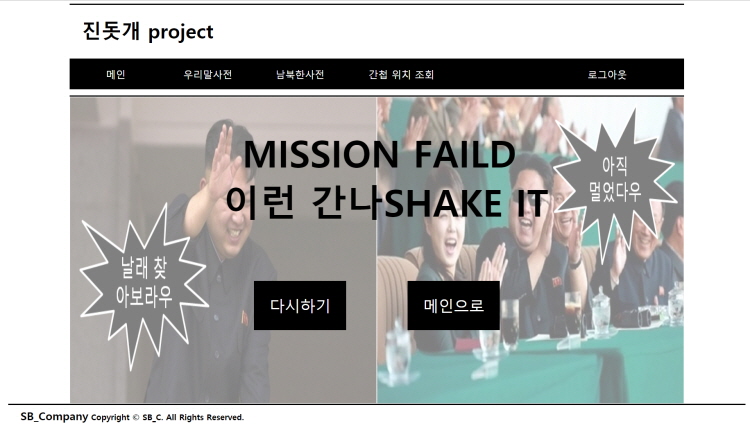 진돗개 project
메인 우리말사전 남북한사전 간첩 위치 조회 로그아웃
MISSION FAILD
이런 간나SHAKE IT
아직
멀었다우
날래 찾
아보라우
다시하기 메인으로
SB_Company Copyright © SB_C. All Rights Reserved.